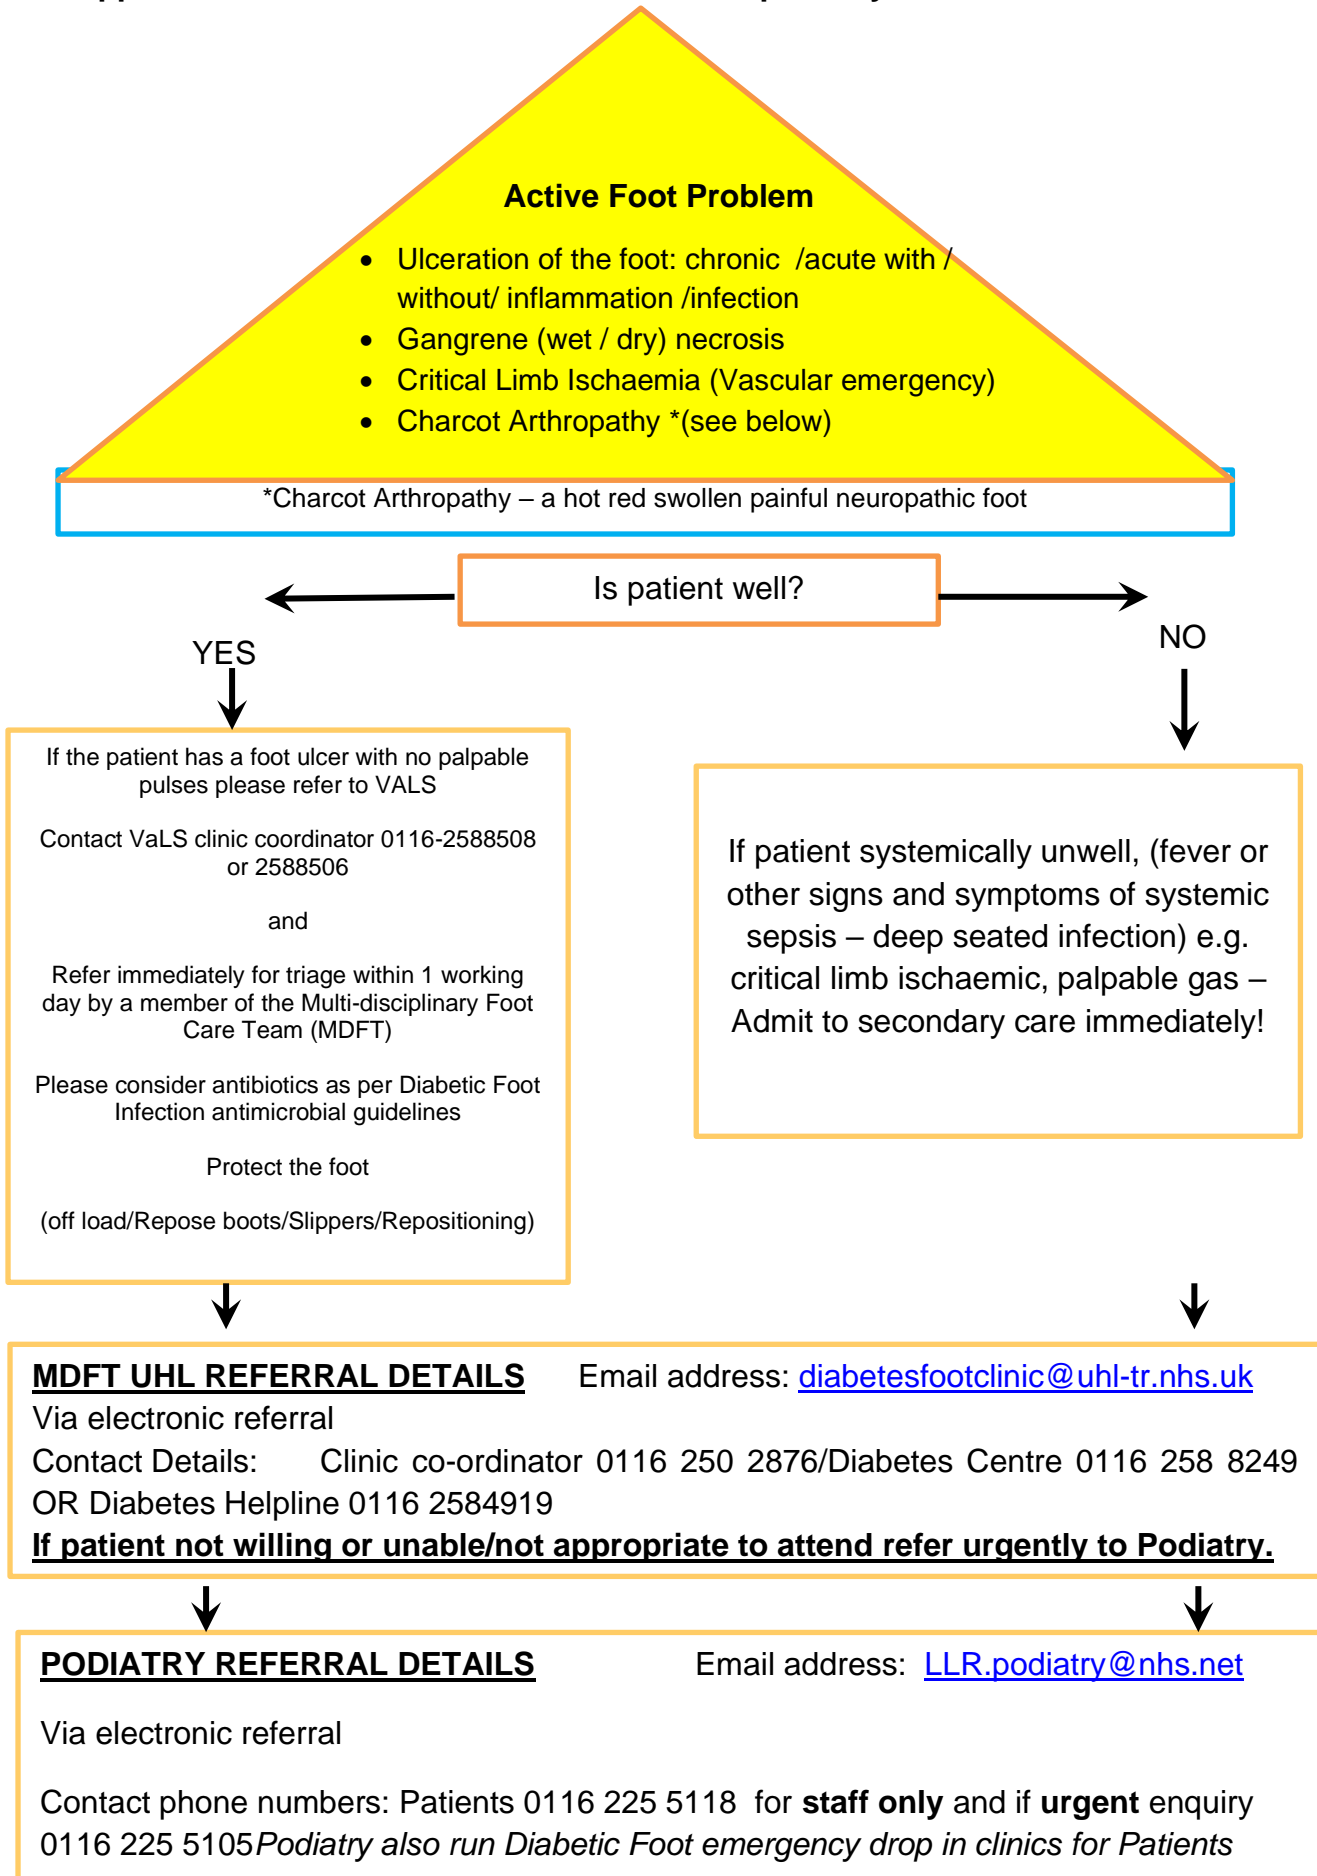 Active Foot Problem
• Ulceration of the foot: chronic /acute with /
without/ inflammation /infection
• Gangrene (wet / dry) necrosis
• Critical Limb Ischaemia (Vascular emergency)
• Charcot Arthropathy *(see below)
*Charcot Arthropathy – a hot red swollen painful neuropathic foot
Is patient well?
YES
NO
If the patient has a foot ulcer with no palpable
pulses please refer to VALS
Contact VaLS clinic coordinator 0116-2588508
or 2588506
and
Refer immediately for triage within 1 working
day by a member of the Multi-disciplinary Foot
Care Team (MDFT)
Please consider antibiotics as per Diabetic Foot
Infection antimicrobial guidelines
Protect the foot
(off load/Repose boots/Slippers/Repositioning)
If patient systemically unwell, (fever or
other signs and symptoms of systemic
sepsis – deep seated infection) e.g.
critical limb ischaemic, palpable gas –
Admit to secondary care immediately!
MDFT UHL REFERRAL DETAILS Email address: diabetesfootclinic@uhl-tr.nhs.uk
Via electronic referral
Contact Details: Clinic co-ordinator 0116 250 2876/Diabetes Centre 0116 258 8249
OR Diabetes Helpline 0116 2584919
If patient not willing or unable/not appropriate to attend refer urgently to Podiatry.
PODIATRY REFERRAL DETAILS Email address: LLR.podiatry@nhs.net
Via electronic referral
Contact phone numbers: Patients 0116 225 5118 for staff only and if urgent enquiry
0116 225 5105Podiatry also run Diabetic Foot emergency drop in clinics for Patients